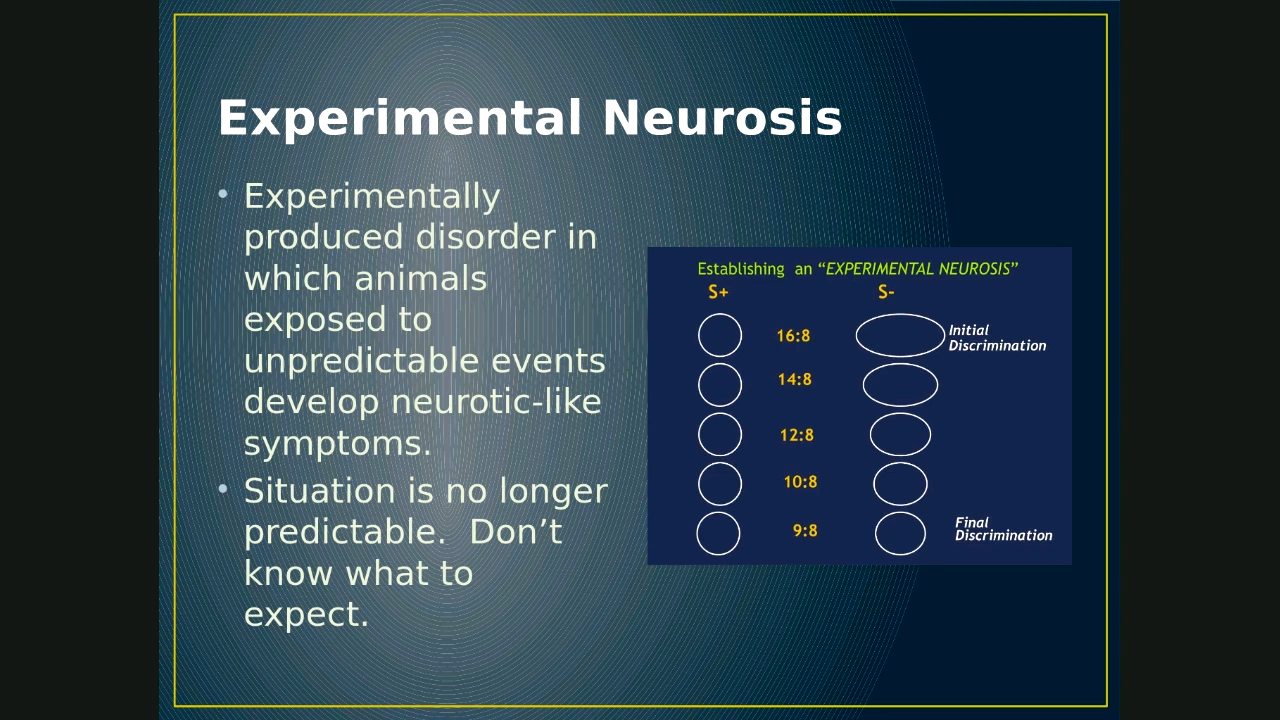 Experimental Neurosis
• Experimentally
produced disorder in
which animals
exposed to
unpredictable events
develop neurotic-like
symptoms.
• Situation is no longer
predictable.  Don’t
know what to
expect.
Establishing an “EXPERIMENTAL NEUROSIS”
S+ S-
16:8 Initial
Discrimination
14:8
12:8
10:8
9:8 Final
Discrimination